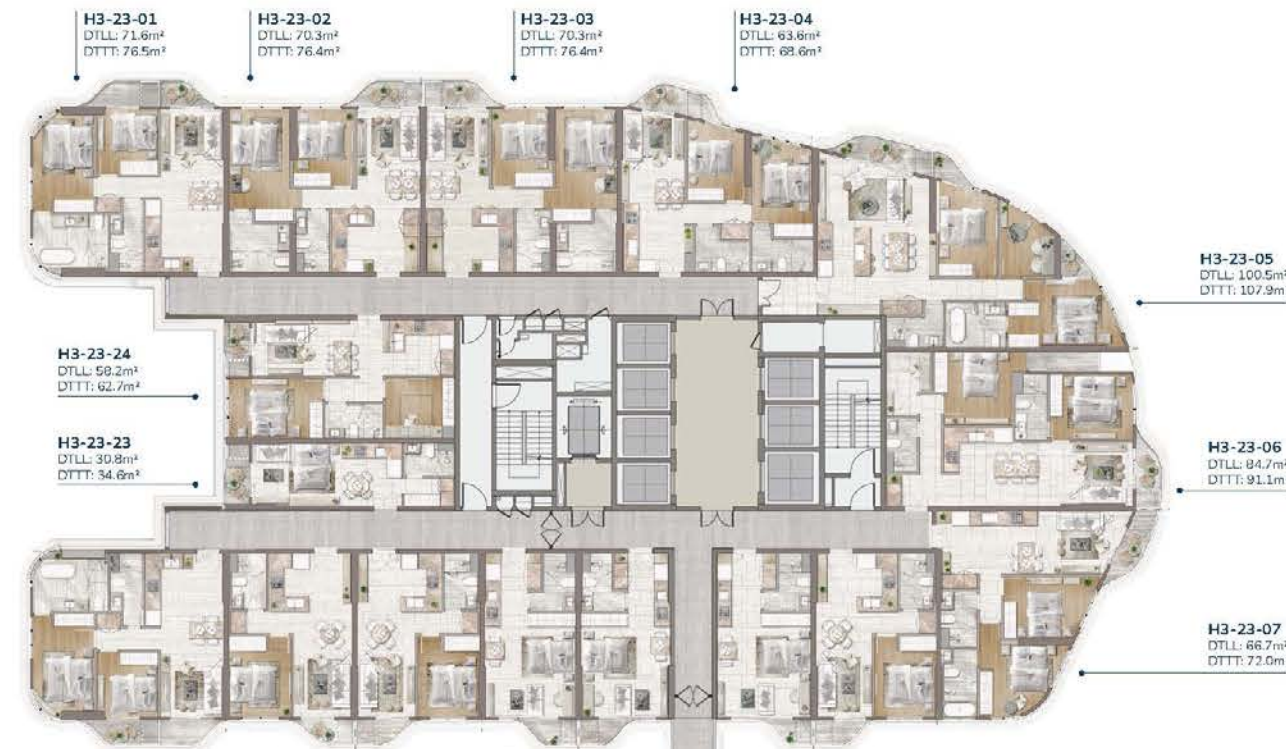 H3-23-01
DTLL: 71.6m²
DTTT: 76.5m²
H3-23-02
DTLL: 70.3m²
DTTT: 76.4m²
H3-23-03
DTLL: 70.3m²
DTTT: 76.4m²
H3-23-04
DTLL: 63.6m²
DTTT: 68.6m²
H3-23-05
DTLL: 100.5m²
DTTT: 107.9m
H3-23-24
DTLL: 58.2m²
DTTT: 62.7m²
H3-23-23
DTLL: 30.8m²
DTTT: 34.6m²
H3-23-06
DTLL: 84.7m²
DTTT: 91.1m
H3-23-07
DTLL: 66.7m²
DTTT: 72.0m